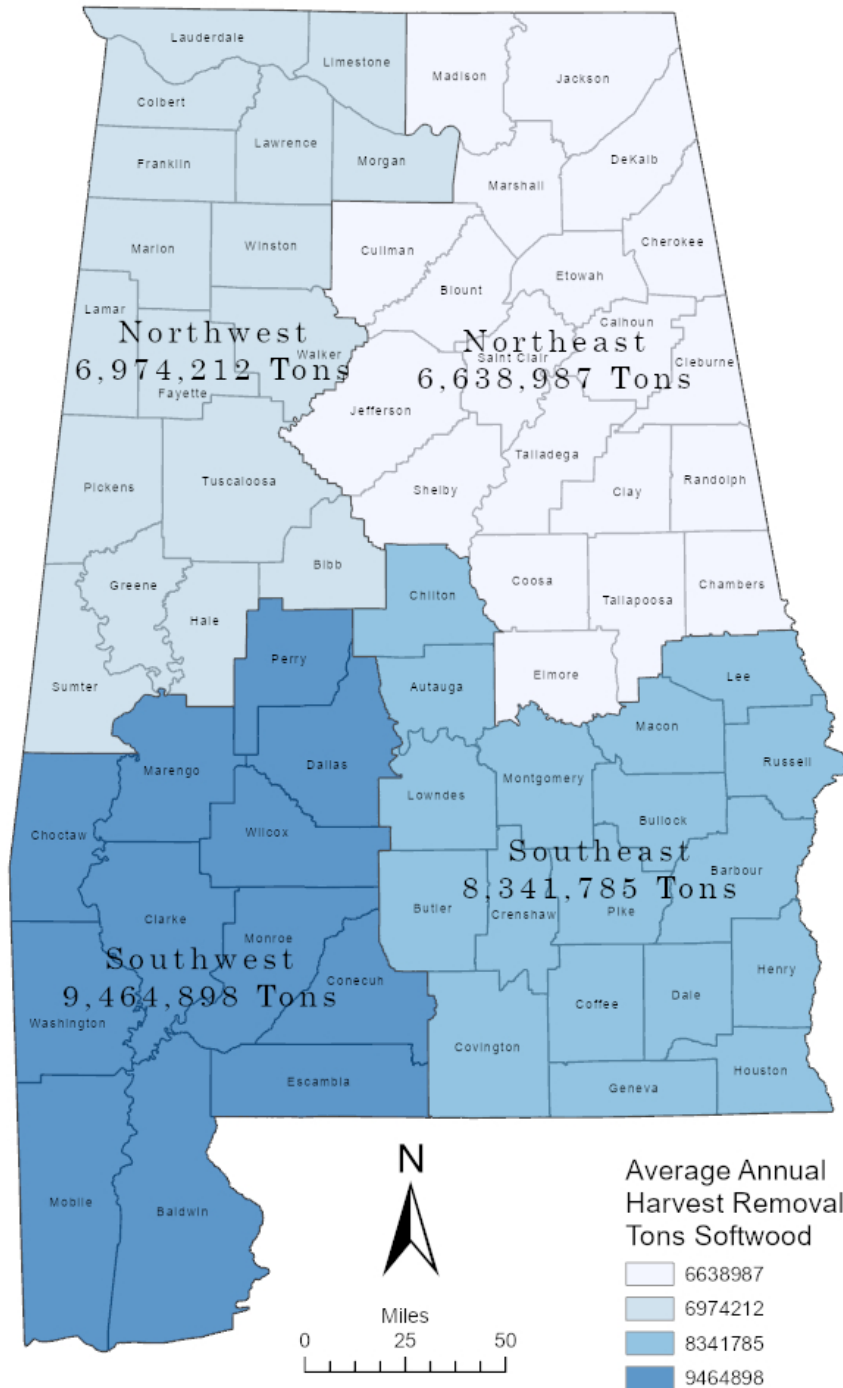 Lauderdale
Limestone
Madison
Jackson
Colbert
Lawrence
Franklin
Morgan
DeKalb
Marshall
Marion
Winston
Cullman
Cherokee
Etowah
Blount
Lamar
Calhoun
Northwest
6,974,212 Tons
Walker
Fayette
Northeast
6,638,987 Tons
Saint Clair
Cleburne
Jefferson
Talladega
Pickens
Tuscaloosa
Shelby
Clay
Randolph
Bibb
Greene
Hale
Chilton
Coosa
Tallapoosa
Chambers
Perry
Elmore
Lee
Sumter
Autauga
Macon
Marengo
Dallas
Russell
Lowndes
Montgomery
Choctaw
Wilcox
Bullock
Southeast
8,341,785 Tons
Barbour
Butler
Crenshaw
Pike
Clarke
Monroe
Southwest
9,464,898 Tons
Conecuh
Henry
Washington
Coffee
Dale
Covington
Escambia
Geneva
Houston
Mobile
Baldwin
N
Miles
0 25 50
Average Annual
Harvest Removal
Tons Softwood
6638987
6974212
8341785
9464898